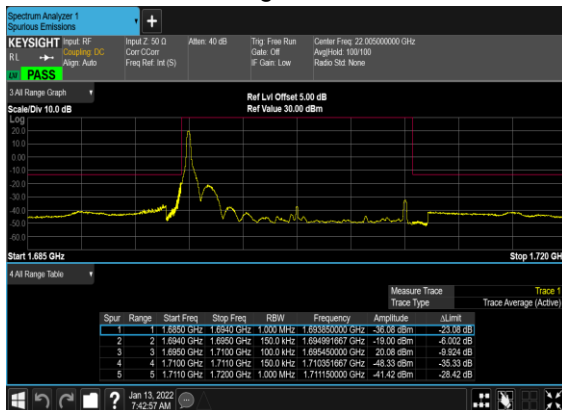 Spectrum Analyzer 1
Spurious Emissions
KEYSIGHT Input: RF Input Z: 50 Ω Atten: 40 dB Trig: Free Run Center Freq: 22.005000000 GHz
RL Coupling: DC Corr CCorr Gate: Off Avg|Hold: 100/100
Align: Auto Freq Ref: Int (S) IF Gain: Low Radio Std: None
PASS
3 All Range Graph
Ref Lvl Offset 5.00 dB
Scale/Div 10.0 dB Ref Value 30.00 dBm
Log
20.0
10.0
0.00
-10.0
-20.0
-30.0
-40.0
-50.0
-60.0
Start 1.685 GHz Stop 1.720 GH
4 All Range Table
Measure Trace Trace 1
Trace Type Trace Average (Active)
Spur Range Start Freq Stop Freq RBW Frequency Amplitude ΔLimit
1 1 1.6850 GHz 1.6940 GHz 1.000 MHz 1.693850000 GHz -36.08 dBm -23.08 dB
2 2 1.6940 GHz 1.6950 GHz 150.0 kHz 1.694991667 GHz -19.00 dBm -6.002 dB
3 3 1.6950 GHz 1.7100 GHz 100.0 kHz 1.695450000 GHz 20.08 dBm -9.924 dB
4 4 1.7100 GHz 1.7110 GHz 150.0 kHz 1.710351667 GHz -48.33 dBm -35.33 dB
5 5 1.7110 GHz 1.7200 GHz 1.000 MHz 1.711150000 GHz -41.42 dBm -28.42 dB
? Jan 13, 2022
7:42:57 AM